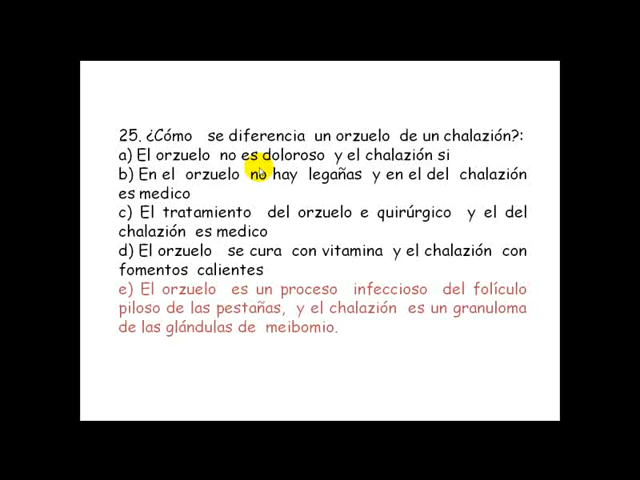 25. ¿Cómo se diferencia un orzuelo de un chalazión?:
a) El orzuelo no es doloroso y el chalazión si
b) En el orzuelo no hay legañas y en el del chalazión
es medico
c) El tratamiento del orzuelo e quirúrgico y el del
chalazión es medico
d) El orzuelo se cura con vitamina y el chalazión con
fomentos calientes
e) El orzuelo es un proceso infeccioso del folículo
piloso de las pestañas, y el chalazión es un granuloma
de las glándulas de meibomio.